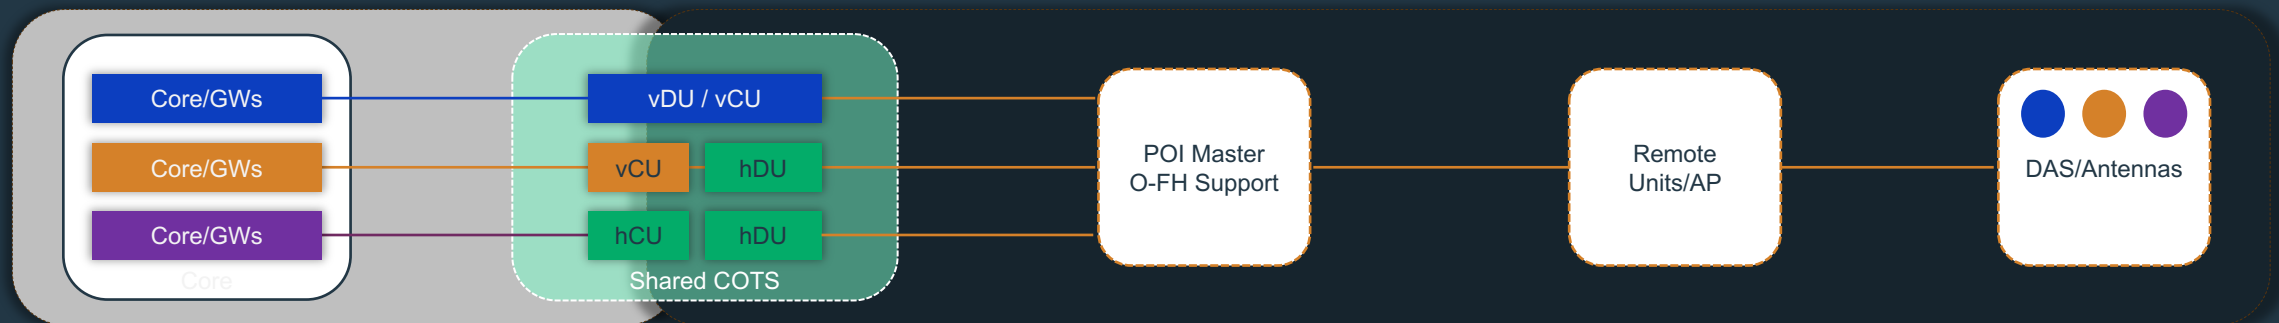 Core/GWs
vDU / vCU
Core/GWs
vCU
hDU
Core/GWs
hCU
hDU
Core
Shared COTS
POI Master
O-FH Support
Remote
Units/AP
DAS/Antennas